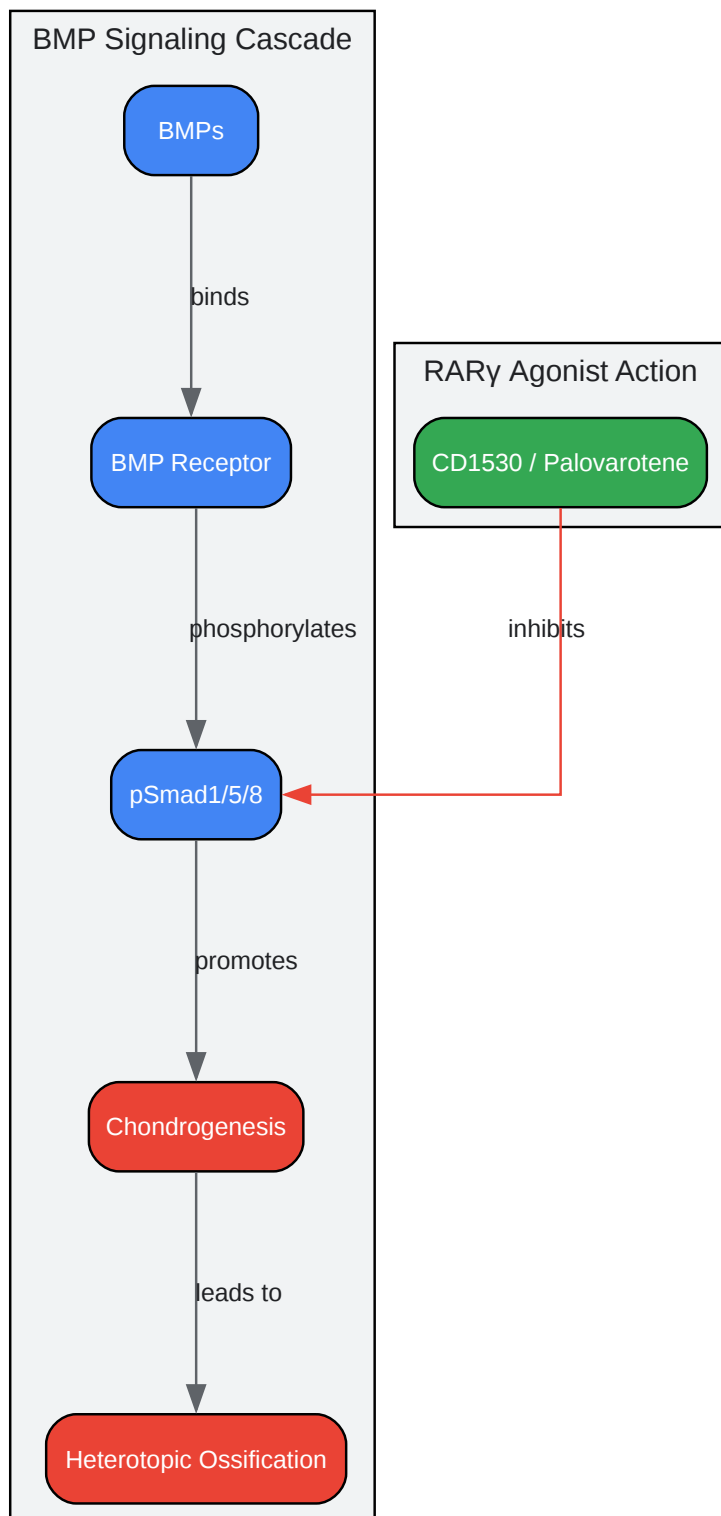 BMP Signaling Cascade
BMPs
binds
RARγ Agonist Action
BMP Receptor
CD1530 / Palovarotene
phosphorylates
inhibits
pSmad1/5/8
promotes
Chondrogenesis
leads to
Heterotopic Ossification